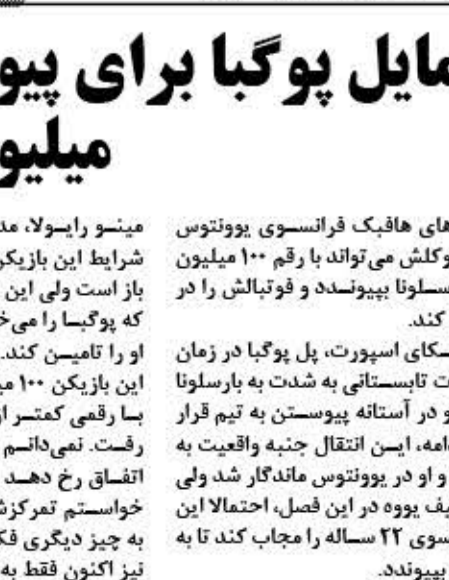 مایل پوگبا برای پیو
میلیو
های هافبک فرانسوی یوونتوس
وکلش می‌تواند با رقم ۱۰۰ میلیون
سلونا بپیوندد و فوتبالش را در
کند.
سکای اسپورت، پل پوگبا در زمان
ت تابستانی به شدت به بارسلونا
و در آستانه پیوستن به تیم قرار
امه، این انتقال جنبه واقعیت به
و او در یوونتوس ماندگار شد ولی
یف یووه در این فصل، احتمالا این
سوی ۲۲ ساله را مجاب کند تا به
بپیوندد.
مینو رایولا، مد
شرایط این بازیکن
باز است ولی این
که پوگبا را می‌خ
او را تامین کند.
این بازیکن ۱۰۰ می
با رقمی کمتر از
رفت. نمی‌دانم
اتفاق رخ دهد
خواستم تمرکزش
به چیز دیگری فک
نیز اکنون فقط به